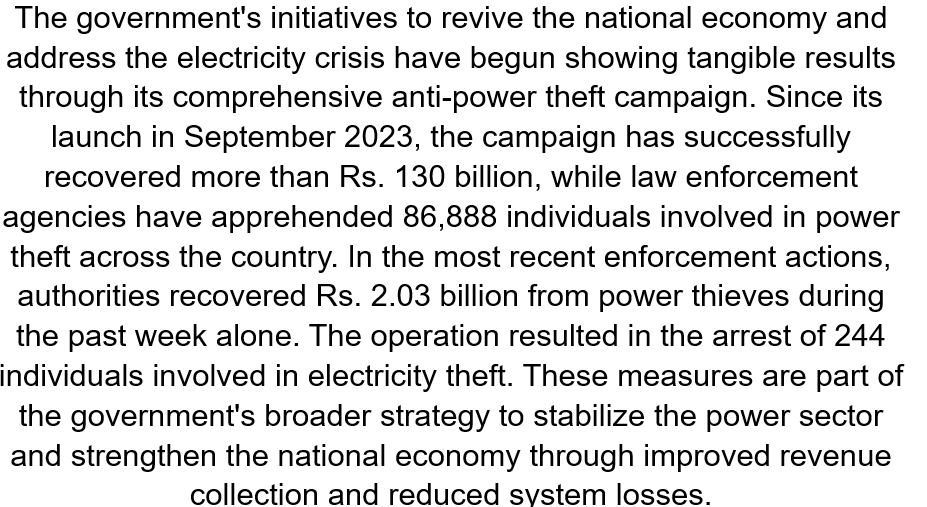 The government's initiatives to revive the national economy and
address the electricity crisis have begun showing tangible results
through its comprehensive anti-power theft campaign. Since its
launch in September 2023, the campaign has successfully
recovered more than Rs. 130 billion, while law enforcement
agencies have apprehended 86,888 individuals involved in power
theft across the country. In the most recent enforcement actions,
authorities recovered Rs. 2.03 billion from power thieves during
the past week alone. The operation resulted in the arrest of 244
individuals involved in electricity theft. These measures are part of
the government's broader strategy to stabilize the power sector
and strengthen the national economy through improved revenue
collection and reduced system losses.